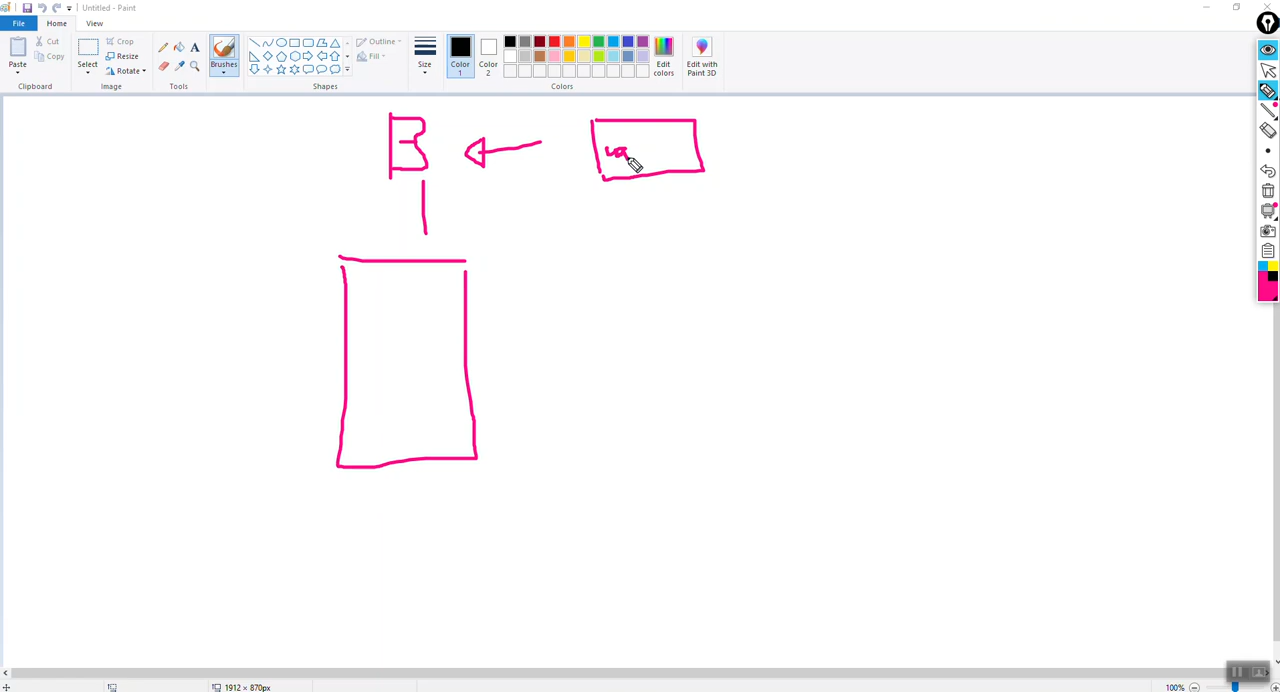 Untitled - Paint
File Home View
Paste
Cut
Copy
Clipboard
Select
Crop
Resize
Rotate
Image
A
Tools
Brushes
Shapes
Outline
Fill
Size
Color 1
Color 2
Edit colors
Edit with Paint 3D
Colors
B
va
1912 × 870px
100%